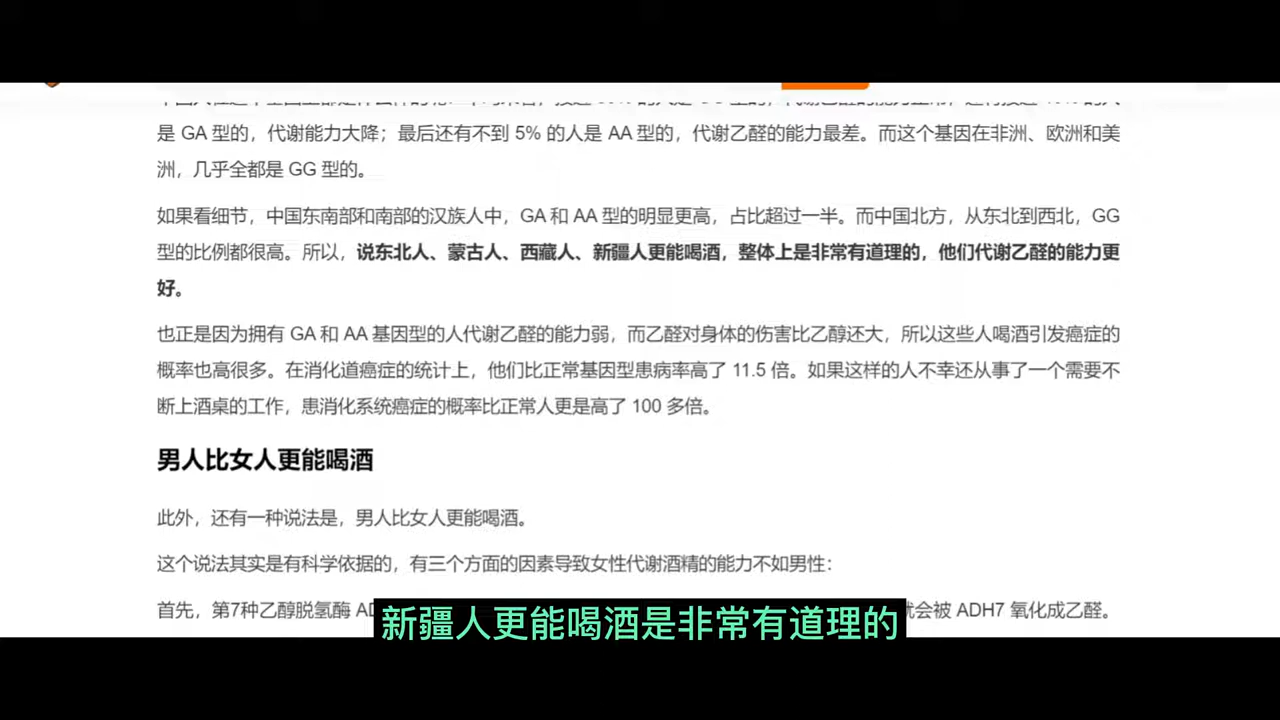 是 GA 型的，代谢能力大降；最后还有不到 5% 的人是 AA 型的，代谢乙醛的能力最差。而这个基因在非洲、欧洲和美
洲，几乎全都是 GG 型的。
如果看细节，中国东南部和南部的汉族人中，GA 和 AA 型的明显更高，占比超过一半。而中国北方，从东北到西北，GG
型的比例都很高。所以，说东北人、蒙古人、西藏人、新疆人更能喝酒，整体上是非常有道理的，他们代谢乙醛的能力更
好。
也正是因为拥有 GA 和 AA 基因型的人代谢乙醛的能力弱，而乙醛对身体的伤害比乙醇还大，所以这些人喝酒引发癌症的
概率也高很多。在消化道癌症的统计上，他们比正常基因型患病率高了 11.5 倍。如果这样的人不幸还从事了一个需要不
断上酒桌的工作，患消化系统癌症的概率比正常人更是高了 100 多倍。
男人比女人更能喝酒
此外，还有一种说法是，男人比女人更能喝酒。
这个说法其实是有科学依据的，有三个方面的因素导致女性代谢酒精的能力不如男性：
首先，第7种乙醇脱氢酶 AD 就会被 ADH7 氧化成乙醛。
新疆人更能喝酒是非常有道理的